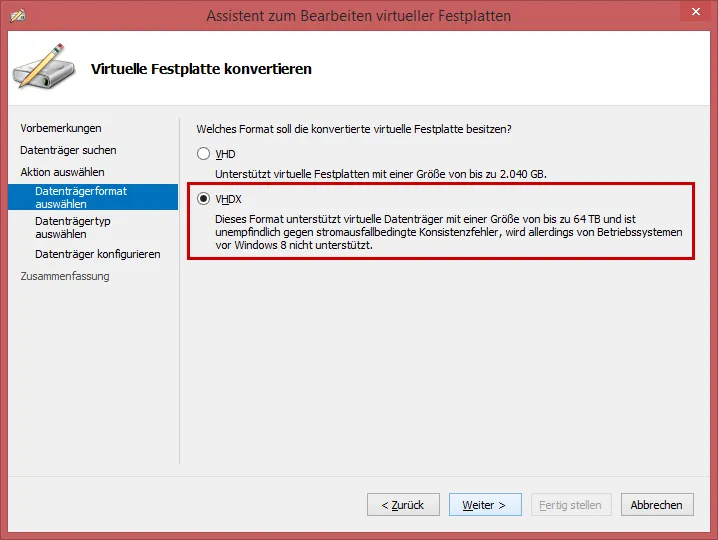 Assistent zum Bearbeiten virtueller Festplatten
Virtuelle Festplatte konvertieren
Vorbemerkungen
Datenträger suchen
Aktion auswählen
Datenträgerformat
auswählen
Datenträgertyp
auswählen
Datenträger konfigurieren
Zusammenfassung
Welches Format soll die konvertierte virtuelle Festplatte besitzen?
VHD
Unterstützt virtuelle Festplatten mit einer Größe von bis zu 2.040 GB.
VHDX
Dieses Format unterstützt virtuelle Datenträger mit einer Größe von bis zu 64 TB und ist
unempfindlich gegen stromausfallbedingte Konsistenzfehler, wird allerdings von Betriebssystemen
vor Windows 8 nicht unterstützt.
< Zurück
Weiter >
Fertig stellen
Abbrechen